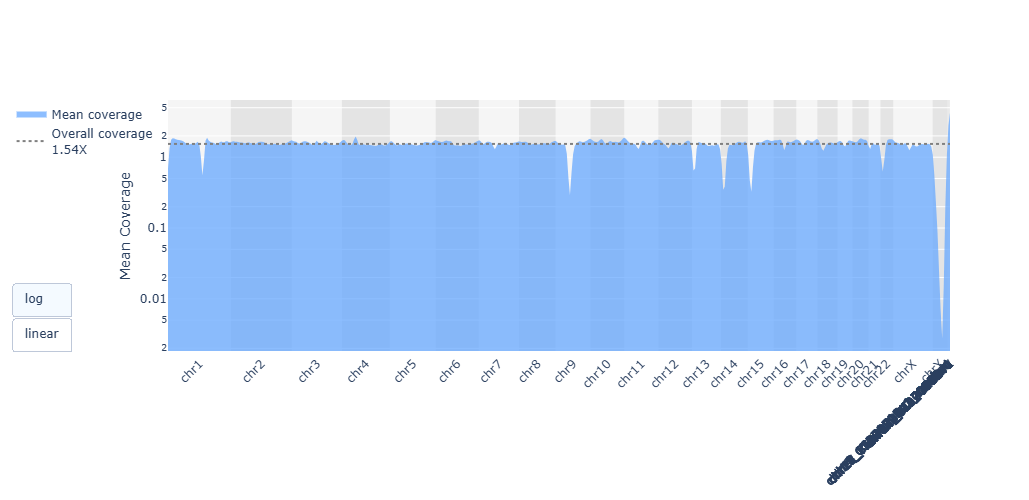 Mean coverage
Overall coverage
1.54X
Mean Coverage
5
2
1
5
2
0.1
5
2
0.01
5
2
log
linear
chr1
chr2
chr3
chr4
chr5
chr6
chr7
chr8
chr9
chr10
chr11
chr12
chr13
chr14
chr15
chr16
chr17
chr18
chr19
chr20
chr21
chr22
chrX